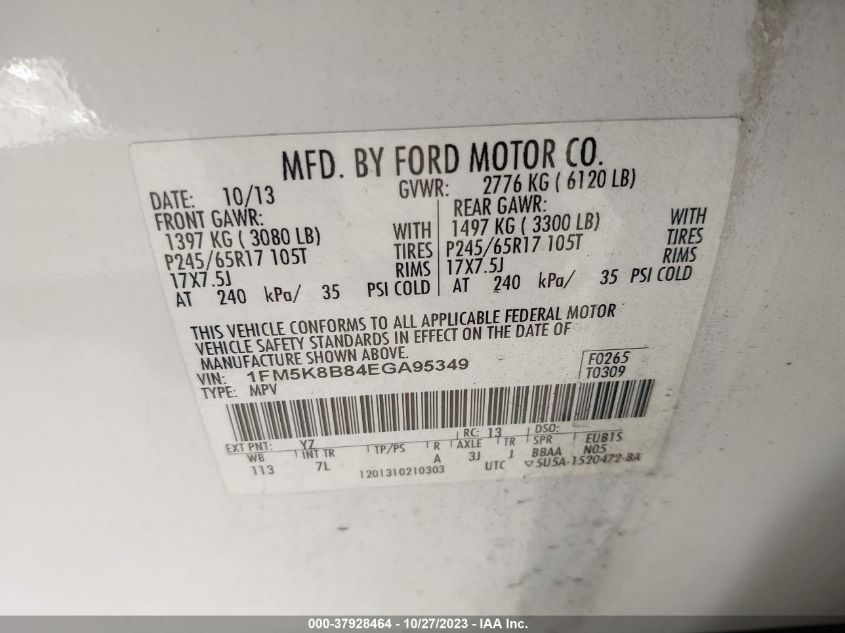 MFD. BY FORD MOTOR CO.
DATE: 10/13 GVWR: 2776 KG ( 6120 LB)
FRONT GAWR: REAR GAWR:
1397 KG ( 3080 LB) WITH 1497 KG ( 3300 LB) WITH
P245/65R17 105T TIRES P245/65R17 105T TIRES
17X7.5J RIMS 17X7.5J RIMS
AT 240 kPa/ 35 PSI COLD AT 240 kPa/ 35 PSI COLD
THIS VEHICLE CONFORMS TO ALL APPLICABLE FEDERAL MOTOR
VEHICLE SAFETY STANDARDS IN EFFECT ON THE DATE OF
MANUFACTURE SHOWN ABOVE.
VIN: 1FM5K8B84EGA95349 F0265
TYPE: MPV T0309
EXT PNT: YZ RC: 13 DSO:
WB INT TR TP/PS R AXLE TR SPR EUB1S
113 7L A 3J J BBAA N05
1201310210303 UTC 5U5A-1520472-BA
000-37928464 - 10/27/2023 - IAA Inc.